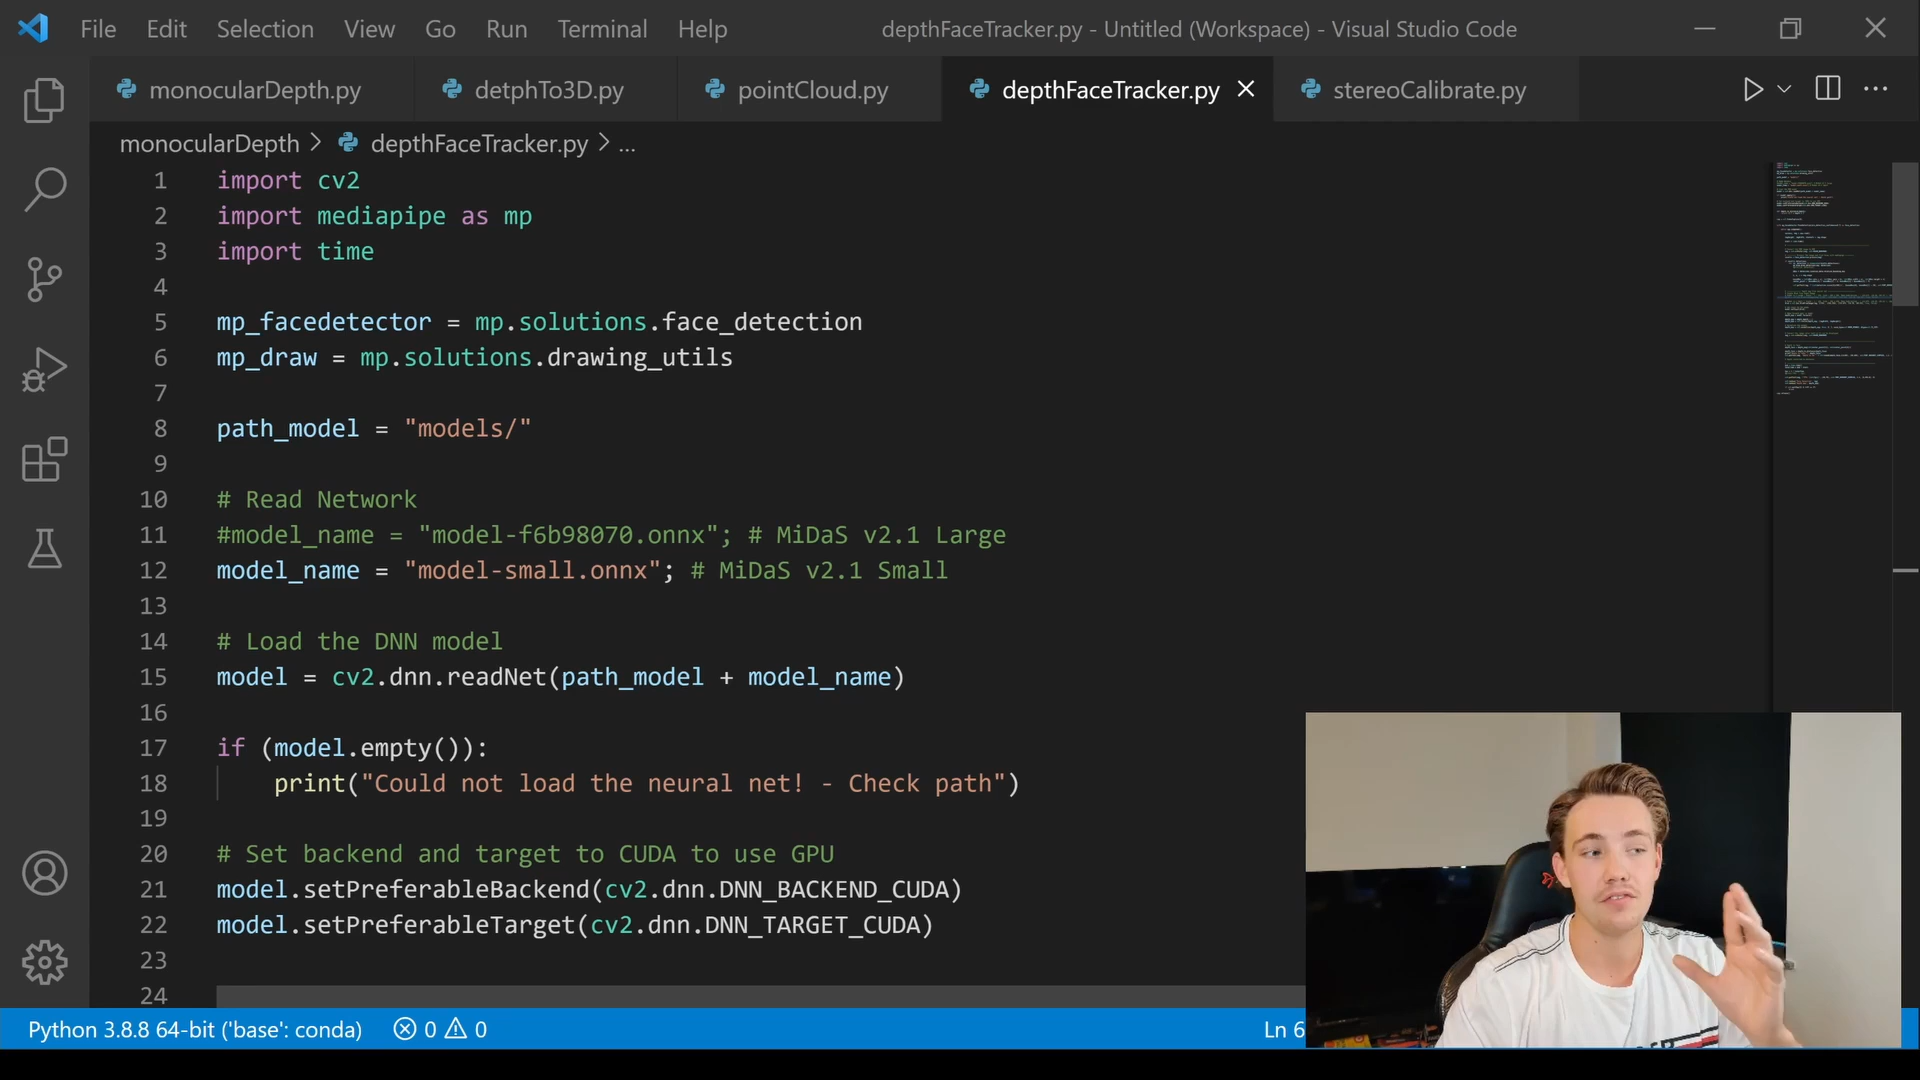 File Edit Selection View Go Run Terminal Help depthFaceTracker.py - Untitled (Workspace) - Visual Studio Code
monocularDepth.py detphTo3D.py pointCloud.py depthFaceTracker.py stereoCalibrate.py
monocularDepth > depthFaceTracker.py > ...
1 import cv2
2 import mediapipe as mp
3 import time
4
5 mp_facedetector = mp.solutions.face_detection
6 mp_draw = mp.solutions.drawing_utils
7
8 path_model = "models/"
9
10 # Read Network
11 #model_name = "model-f6b98070.onnx"; # MiDaS v2.1 Large
12 model_name = "model-small.onnx"; # MiDaS v2.1 Small
13
14 # Load the DNN model
15 model = cv2.dnn.readNet(path_model + model_name)
16
17 if (model.empty()):
18 print("Could not load the neural net! - Check path")
19
20 # Set backend and target to CUDA to use GPU
21 model.setPreferableBackend(cv2.dnn.DNN_BACKEND_CUDA)
22 model.setPreferableTarget(cv2.dnn.DNN_TARGET_CUDA)
23
24
Python 3.8.8 64-bit ('base': conda) 0 0 Ln 6